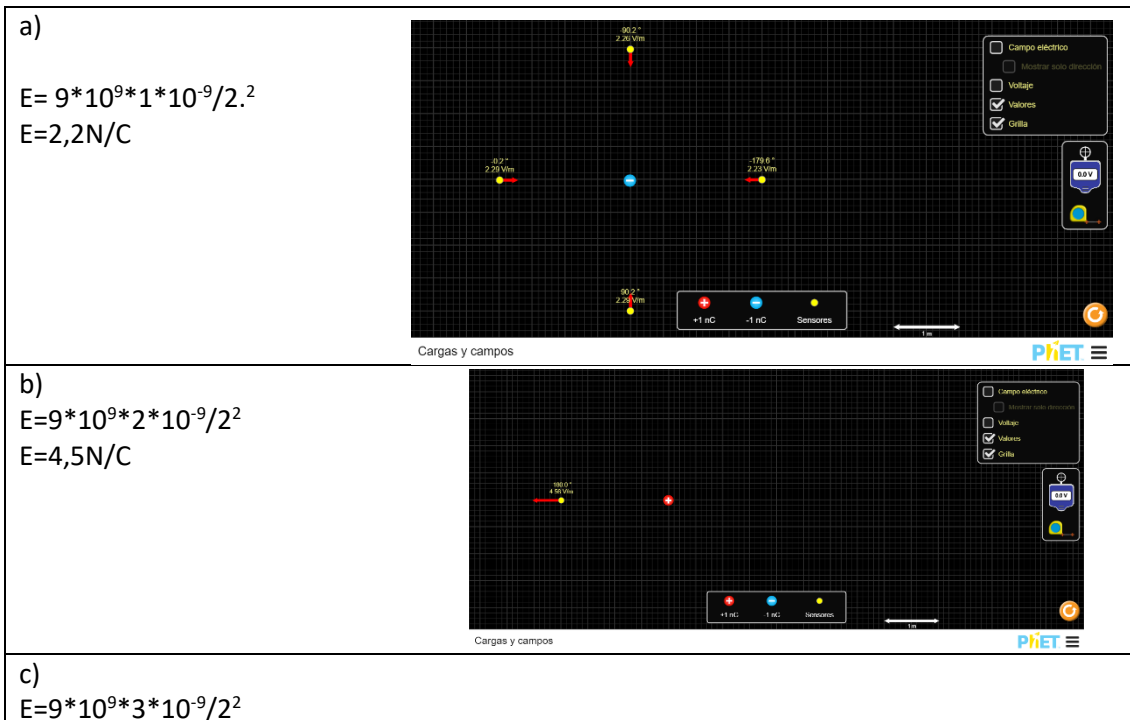 a)
E= 9*10⁹*1*10⁻⁹/2.²
E=2,2N/C
-90.2 °
2.26 V/m
-0.2 °
2.29 V/m
-179.6 °
2.23 V/m
90.2 °
2.29 V/m
Campo eléctrico
Mostrar solo dirección
Voltaje
Valores
Grilla
0.0 V
+1 nC
-1 nC
Sensores
1 m
Cargas y campos
PhET
b)
E=9*10⁹*2*10⁻⁹/2²
E=4,5N/C
180.0 °
4.56 V/m
Campo eléctrico
Mostrar solo dirección
Voltaje
Valores
Grilla
0.0 V
+1 nC
-1 nC
Sensores
1 m
Cargas y campos
PhET
c)
E=9*10⁹*3*10⁻⁹/2²